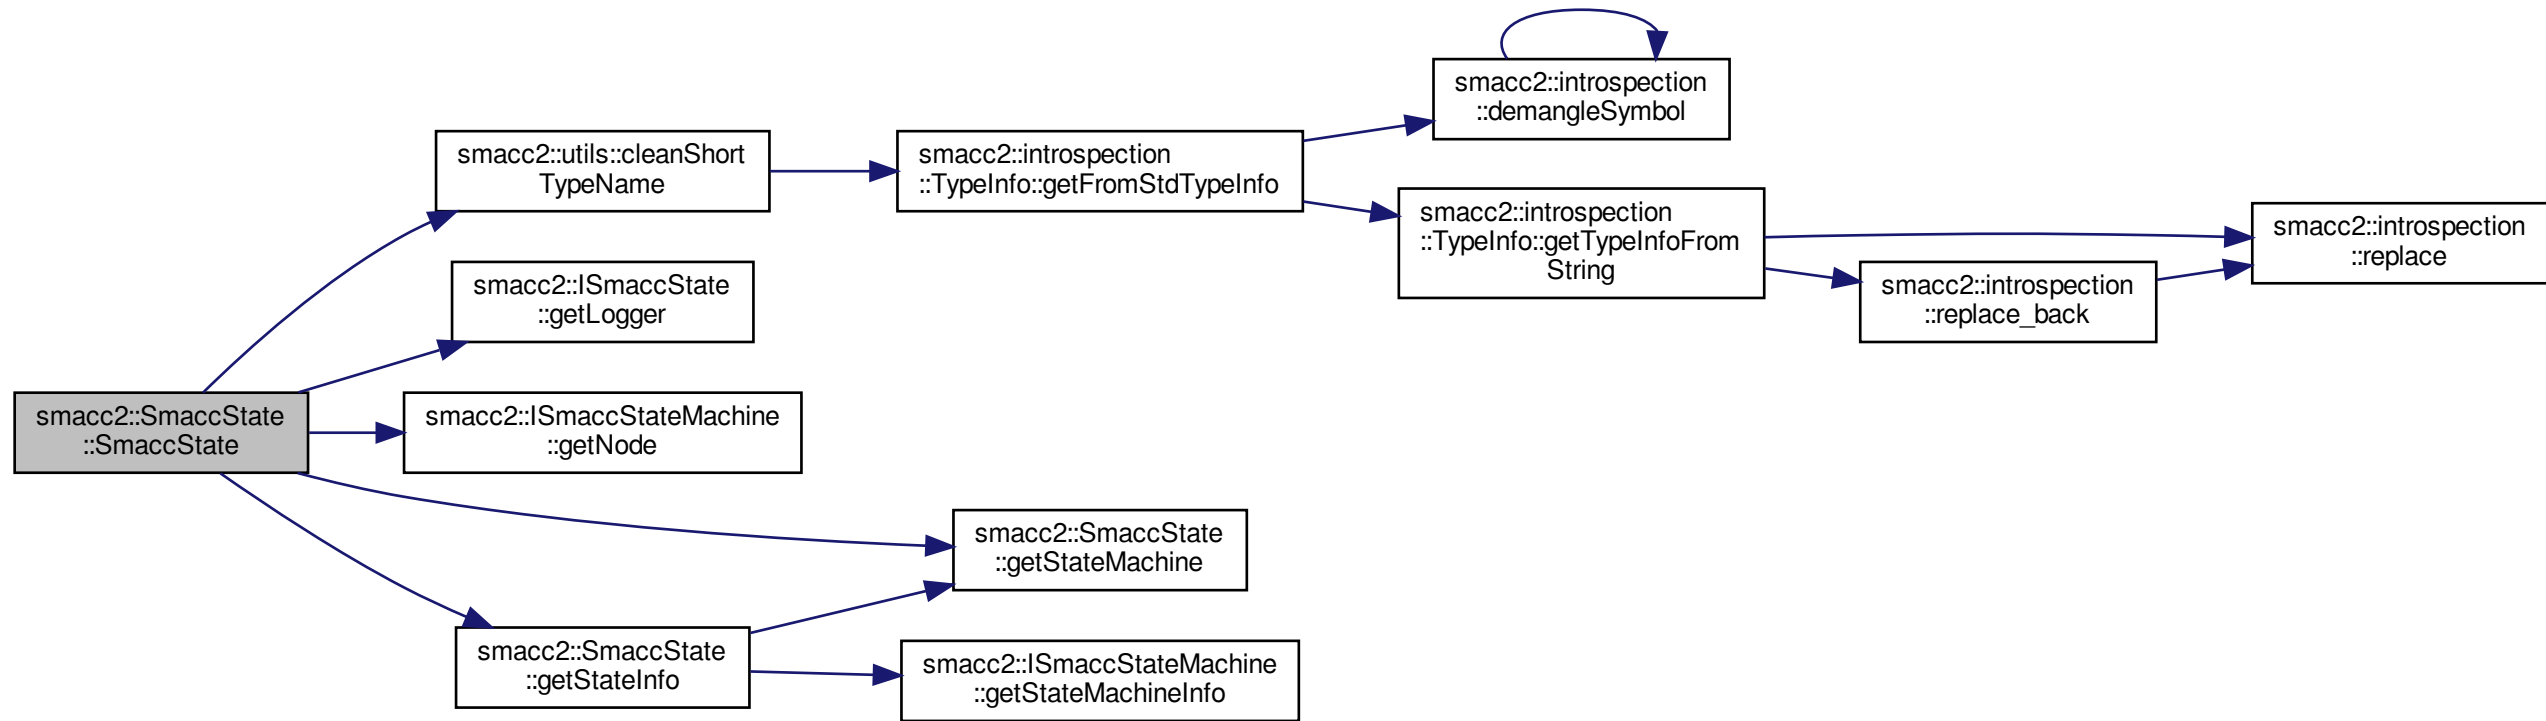 smacc2::SmaccState
::SmaccState
smacc2::utils::cleanShort
TypeName
smacc2::introspection
::TypeInfo::getFromStdTypeInfo
smacc2::introspection
::demangleSymbol
smacc2::introspection
::TypeInfo::getTypeInfoFrom
String
smacc2::introspection
::replace
smacc2::introspection
::replace_back
smacc2::ISmaccState
::getLogger
smacc2::ISmaccStateMachine
::getNode
smacc2::SmaccState
::getStateMachine
smacc2::SmaccState
::getStateInfo
smacc2::ISmaccStateMachine
::getStateMachineInfo